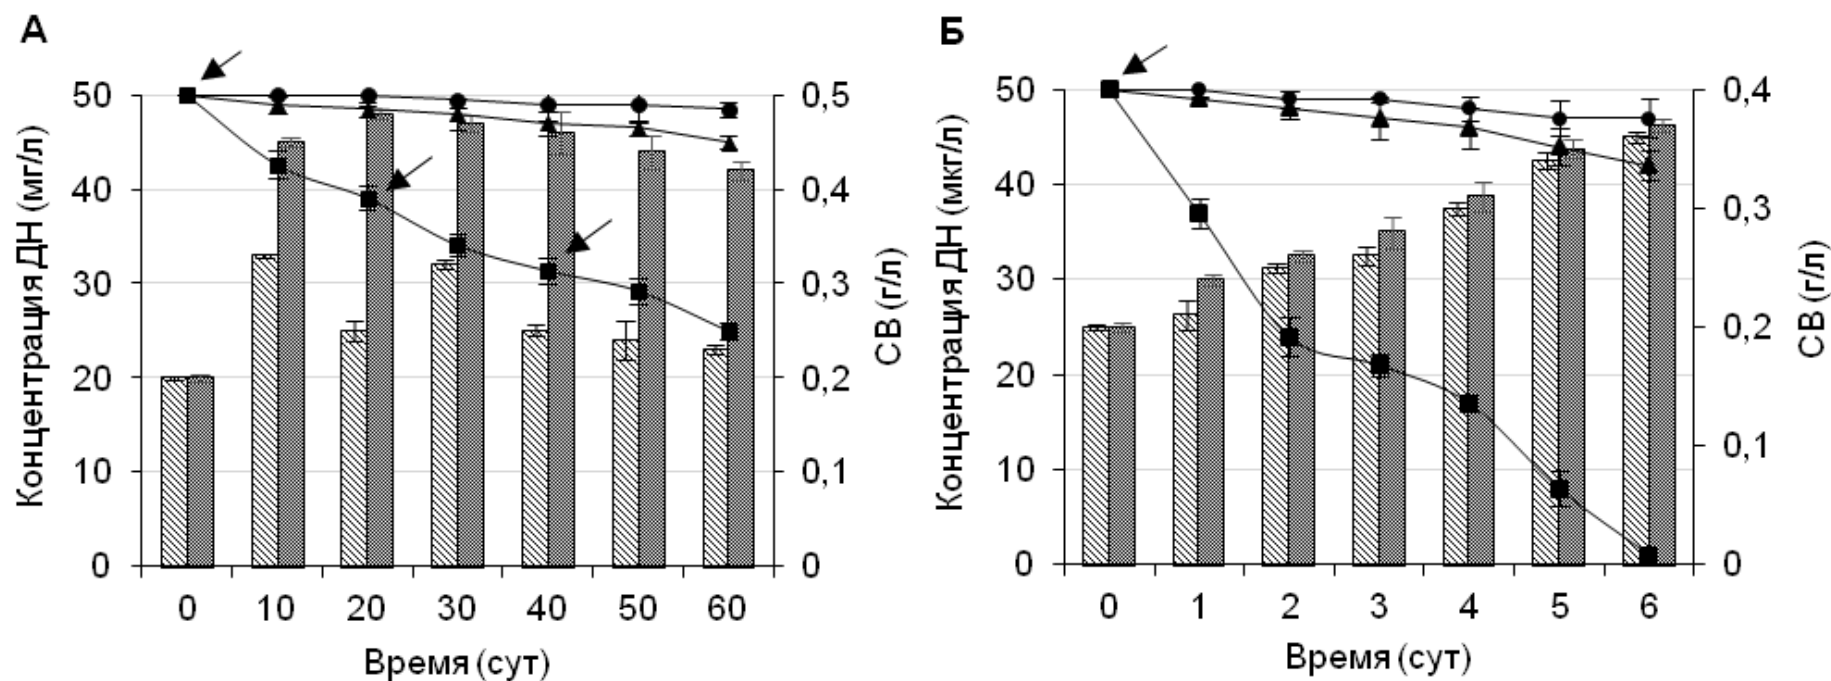 А
Концентрация ДН (мг/л)
50
40
30
20
10
0
0,5
0,4
0,3
0,2
0,1
0
СВ (г/л)
0 10 20 30 40 50 60
Время (сут)
Б
Концентрация ДН (мкг/л)
50
40
30
20
10
0
0,4
0,3
0,2
0,1
0
СВ (г/л)
0 1 2 3 4 5 6
Время (сут)